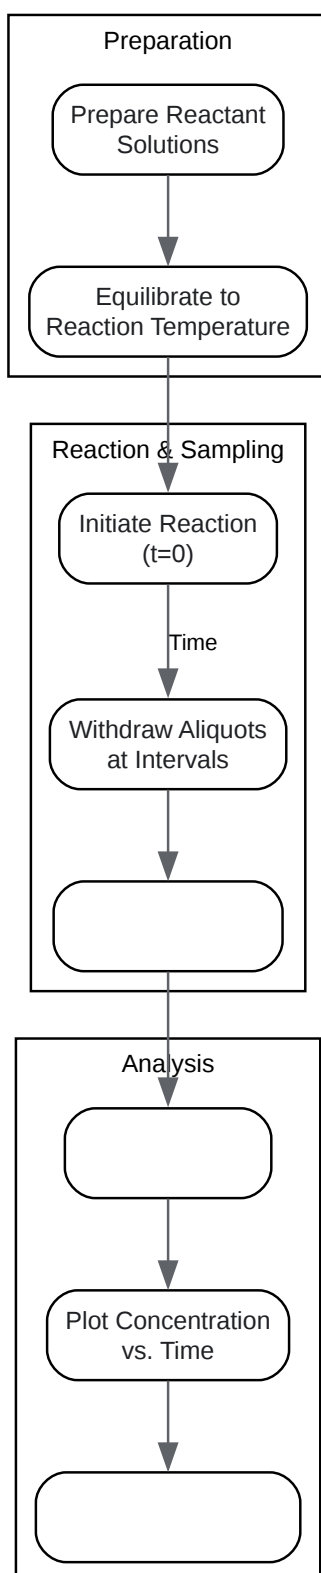 Preparation
Prepare Reactant
Solutions
Equilibrate to
Reaction Temperature
Reaction & Sampling
Initiate Reaction
(t=0)
Time
Withdraw Aliquots
at Intervals
Analysis
Plot Concentration
vs. Time